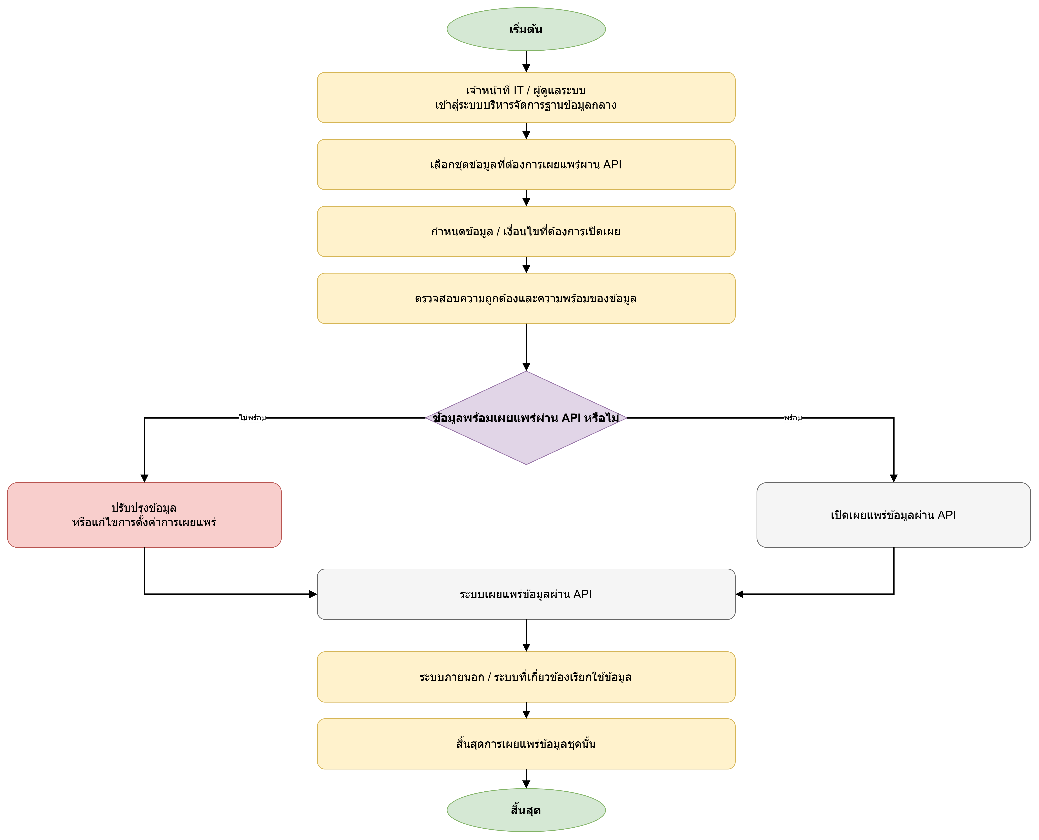 เริ่มต้น
เจ้าหน้าที่ IT / ผู้ดูแลระบบ
เข้าสู่ระบบบริหารจัดการฐานข้อมูลกลาง
เลือกชุดข้อมูลที่ต้องการเผยแพร่ผ่าน API
กำหนดข้อมูล / เงื่อนไขที่ต้องการเปิดเผย
ตรวจสอบความถูกต้องและความพร้อมของข้อมูล
ข้อมูลพร้อมเผยแพร่ผ่าน API หรือไม่
ไม่พร้อม
พร้อม
ปรับปรุงข้อมูล
หรือแก้ไขการตั้งค่าการเผยแพร่
เปิดเผยแพร่ข้อมูลผ่าน API
ระบบเผยแพร่ข้อมูลผ่าน API
ระบบภายนอก / ระบบที่เกี่ยวข้องเรียกใช้ข้อมูล
สิ้นสุดการเผยแพร่ข้อมูลชุดนั้น
สิ้นสุด